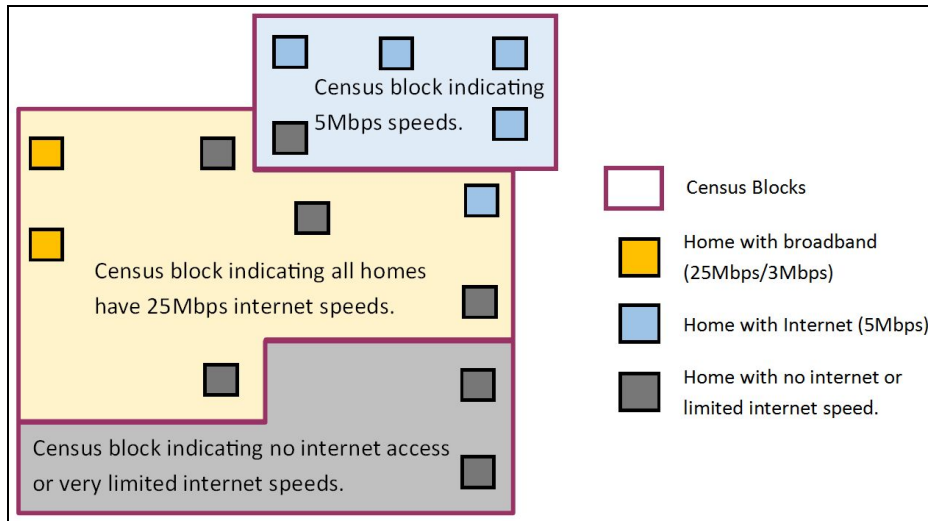 Census block indicating
5Mbps speeds.
Census block indicating all homes
have 25Mbps internet speeds.
Census block indicating no internet access
or very limited internet speeds.
Census Blocks
Home with broadband
(25Mbps/3Mbps)
Home with Internet (5Mbps)
Home with no internet or
limited internet speed.